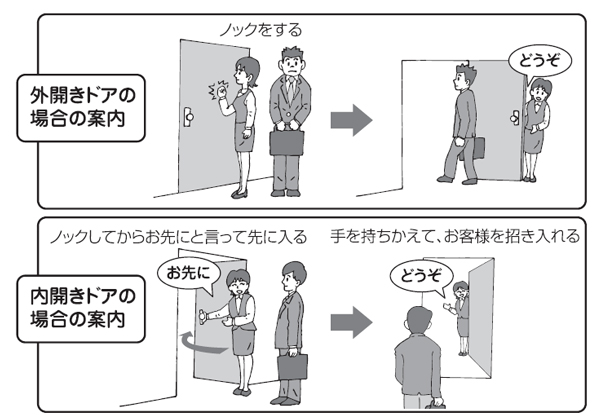 ノックをする
外開きドアの
場合の案内
どうぞ
ノックしてからお先にと言って先に入る
手を持ちかえて、お客様を招き入れる
内開きドアの
場合の案内
お先に
どうぞ